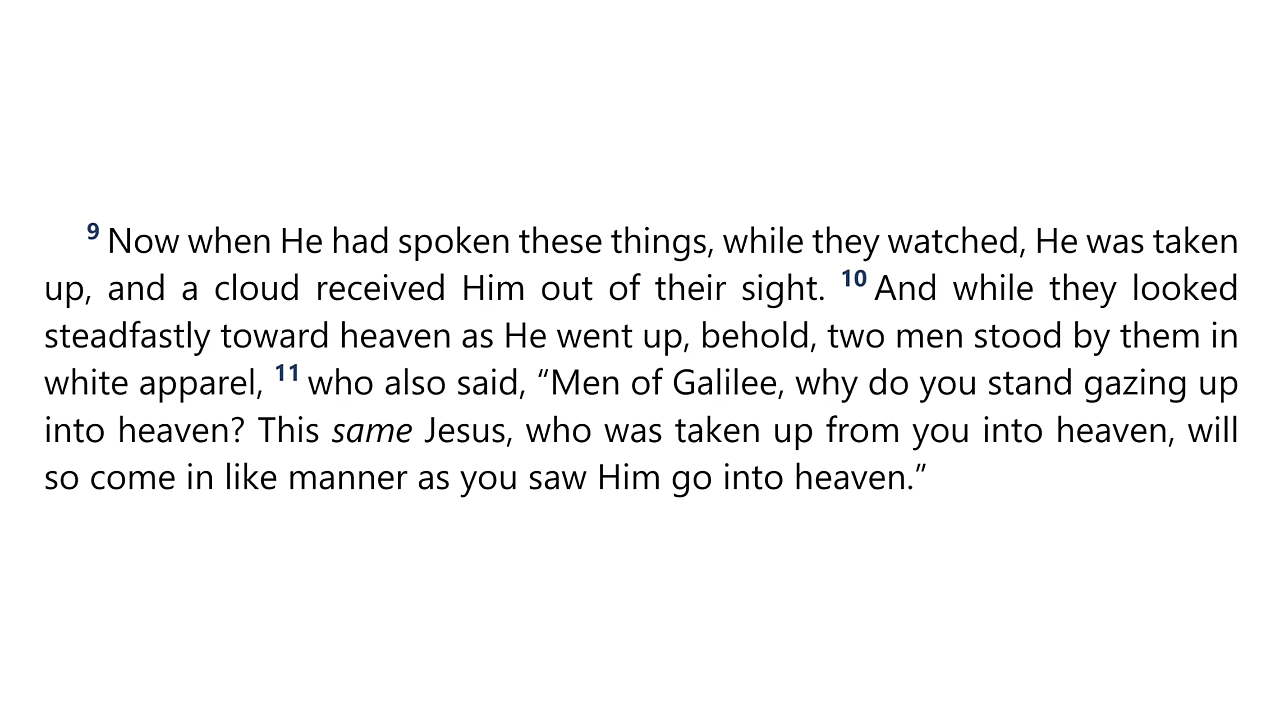 9 Now when He had spoken these things, while they watched, He was taken
up, and a cloud received Him out of their sight. 10 And while they looked
steadfastly toward heaven as He went up, behold, two men stood by them in
white apparel, 11 who also said, “Men of Galilee, why do you stand gazing up
into heaven? This same Jesus, who was taken up from you into heaven, will
so come in like manner as you saw Him go into heaven.”